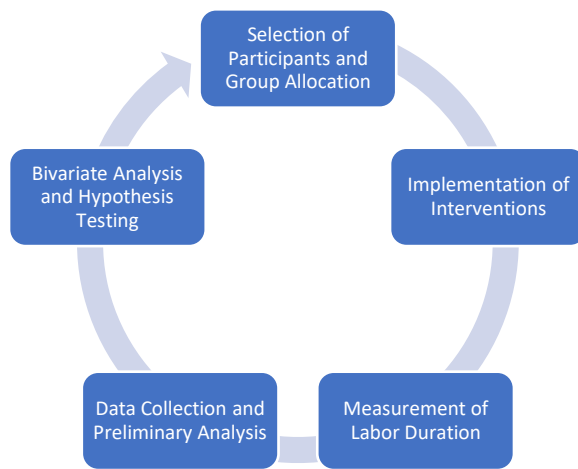 Selection of
Participants and
Group Allocation
Implementation of
Interventions
Measurement of
Labor Duration
Data Collection and
Preliminary Analysis
Bivariate Analysis
and Hypothesis
Testing